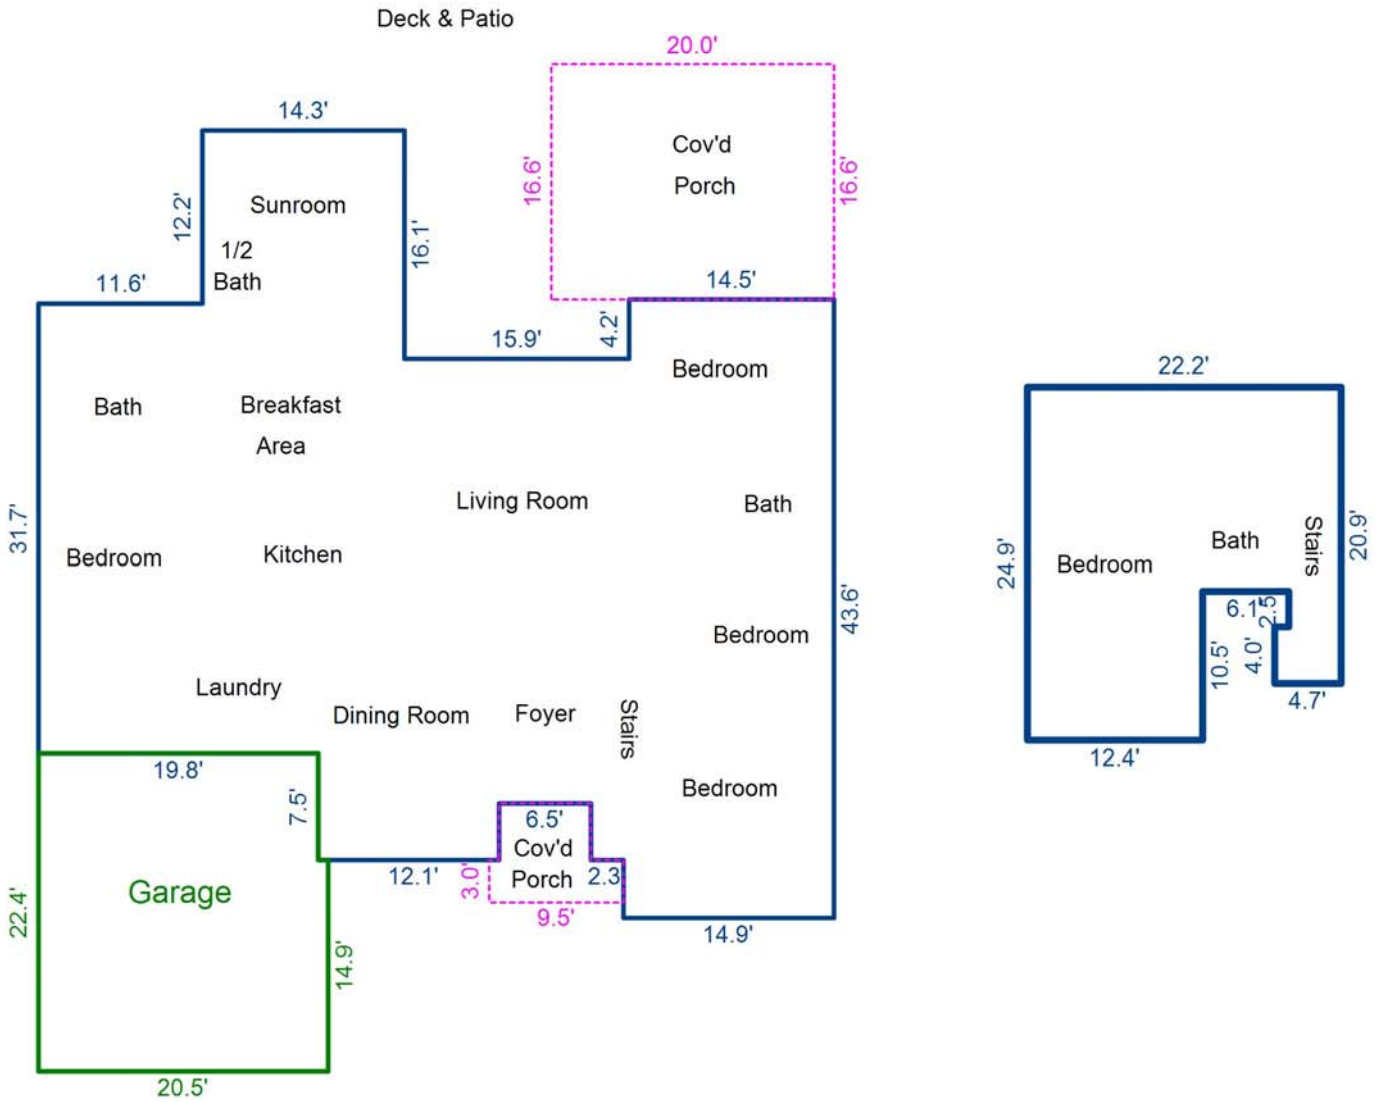 Deck & Patio
20.0'
14.3'
Cov'd
Porch
16.6'
16.6'
12.2'
Sunroom
16.1'
1/2
Bath
11.6'
14.5'
15.9'
4.2'
Bedroom
22.2'
Bath
Breakfast
Area
Living Room
Bath
31.7'
Bedroom
Kitchen
24.9'
Bedroom
Bath
Stairs
20.9'
43.6'
6.1'
2.5'
Bedroom
10.5'
4.0'
Laundry
Dining Room
Foyer
Stairs
4.7'
12.4'
19.8'
7.5'
Bedroom
6.5'
Cov'd
Porch
12.1'
3.0'
2.3
9.5'
14.9'
Garage
22.4'
14.9'
20.5'